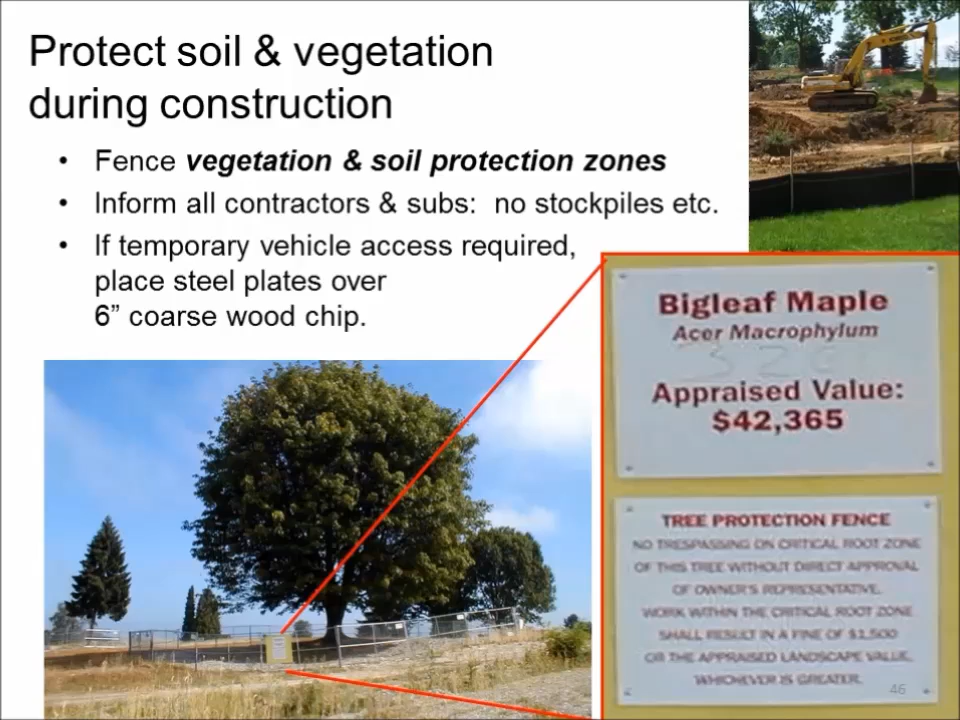 Protect soil & vegetation
during construction
• Fence vegetation & soil protection zones
• Inform all contractors & subs:  no stockpiles etc.
• If temporary vehicle access required,
place steel plates over
6” coarse wood chip.
Bigleaf Maple
Acer Macrophylum
Appraised Value:
$42,365
TREE PROTECTION FENCE
NO TRESPASSING ON CRITICAL ROOT ZONE
OF THIS TREE WITHOUT DIRECT APPROVAL
OF OWNER'S REPRESENTATIVE.
WORK WITHIN THE CRITICAL ROOT ZONE
SHALL RESULT IN A FINE OF $1,500
OR THE APPRAISED LANDSCAPE VALUE,
WHICHEVER IS GREATER.
46